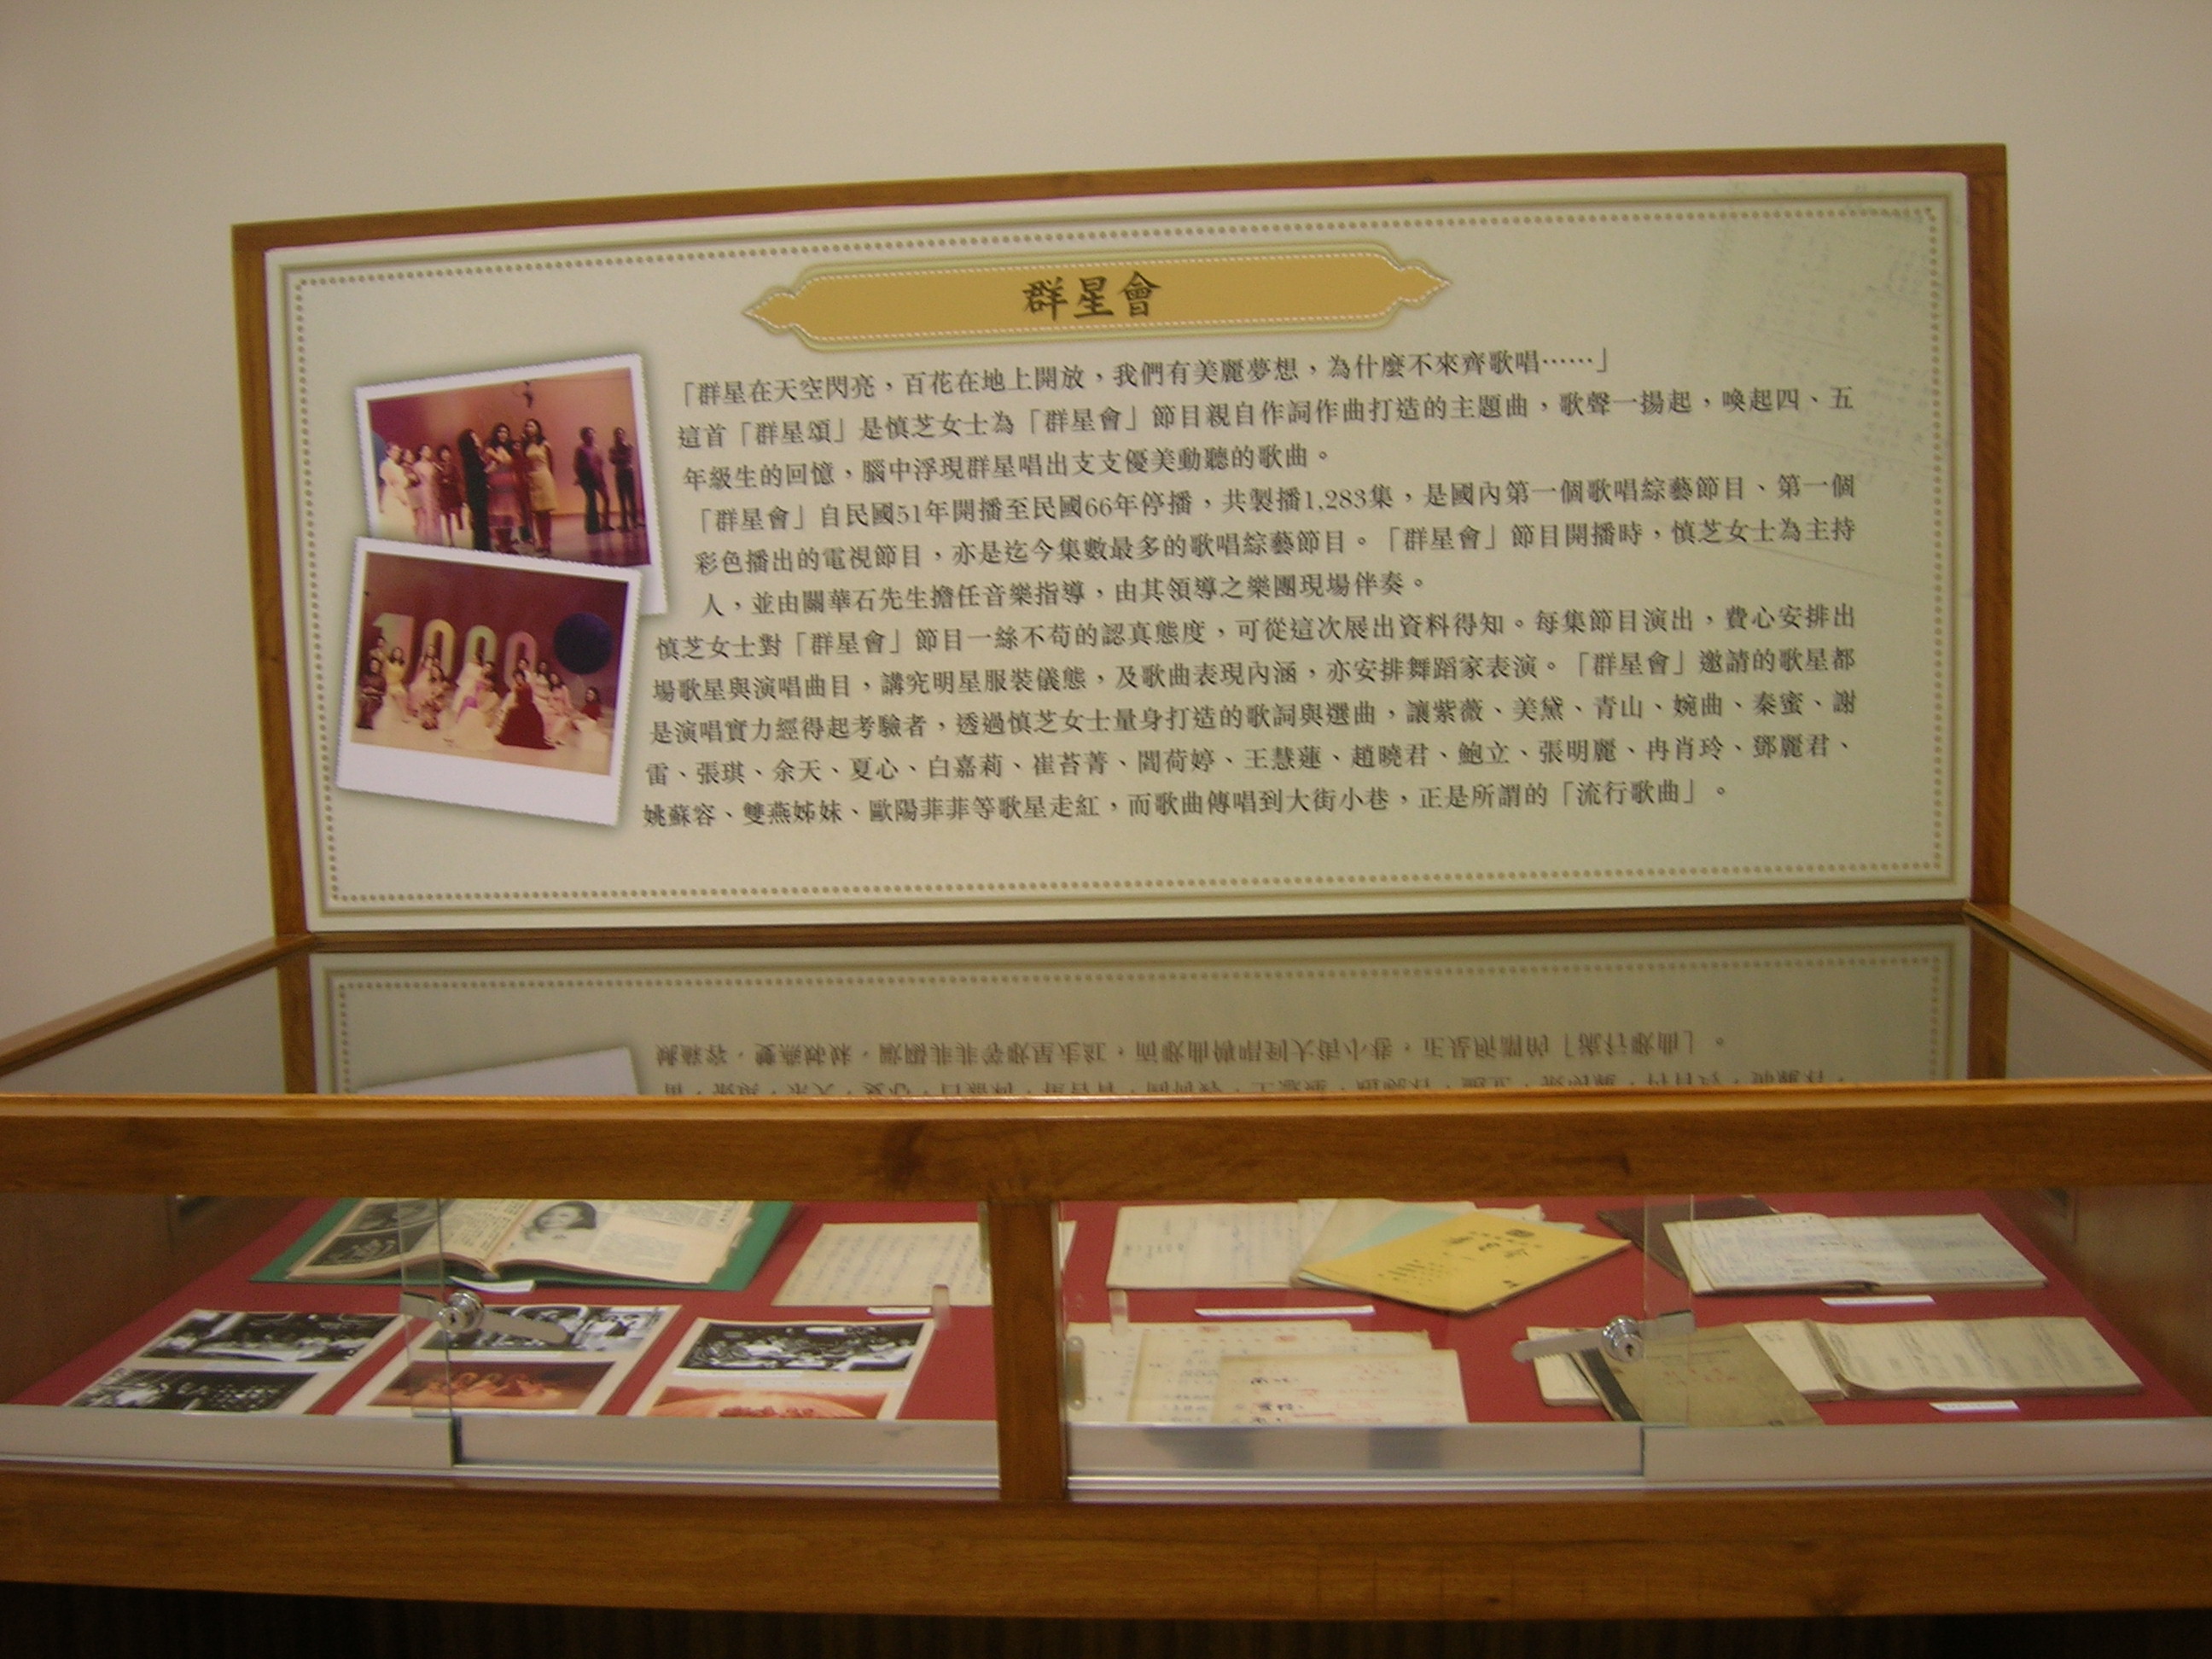 群星會
「群星在天空閃亮，百花在地上開放，我們有美麗夢想，為什麼不來齊歌唱……」
這首「群星頌」是慎芝女士為「群星會」節目親自作詞作曲打造的主題曲，歌聲一揚起，喚起四、五
年級生的回憶，腦中浮現群星唱出支支優美動聽的歌曲。
「群星會」自民國51年開播至民國66年停播，共製播1,283集，是國內第一個歌唱綜藝節目、第一個
彩色播出的電視節目，亦是迄今集數最多的歌唱綜藝節目。「群星會」節目開播時，慎芝女士為主持
人，並由關華石先生擔任音樂指導，由其領導之樂團現場伴奏。
慎芝女士對「群星會」節目一絲不苟的認真態度，可從這次展出資料得知。每集節目演出，費心安排出
場歌星與演唱曲目，講究明星服裝儀態，及歌曲表現內涵，亦安排舞蹈家表演。「群星會」邀請的歌星都
是演唱實力經得起考驗者，透過慎芝女士量身打造的歌詞與選曲，讓紫薇、美黛、青山、婉曲、秦蜜、謝
雷、張琪、余天、夏心、白嘉莉、崔苔菁、閻荷婷、王慧蓮、趙曉君、鮑立、張明麗、冉肖玲、鄧麗君、
姚蘇容、雙燕姊妹、歐陽菲菲等歌星走紅，而歌曲傳唱到大街小巷，正是所謂的「流行歌曲」。
1000